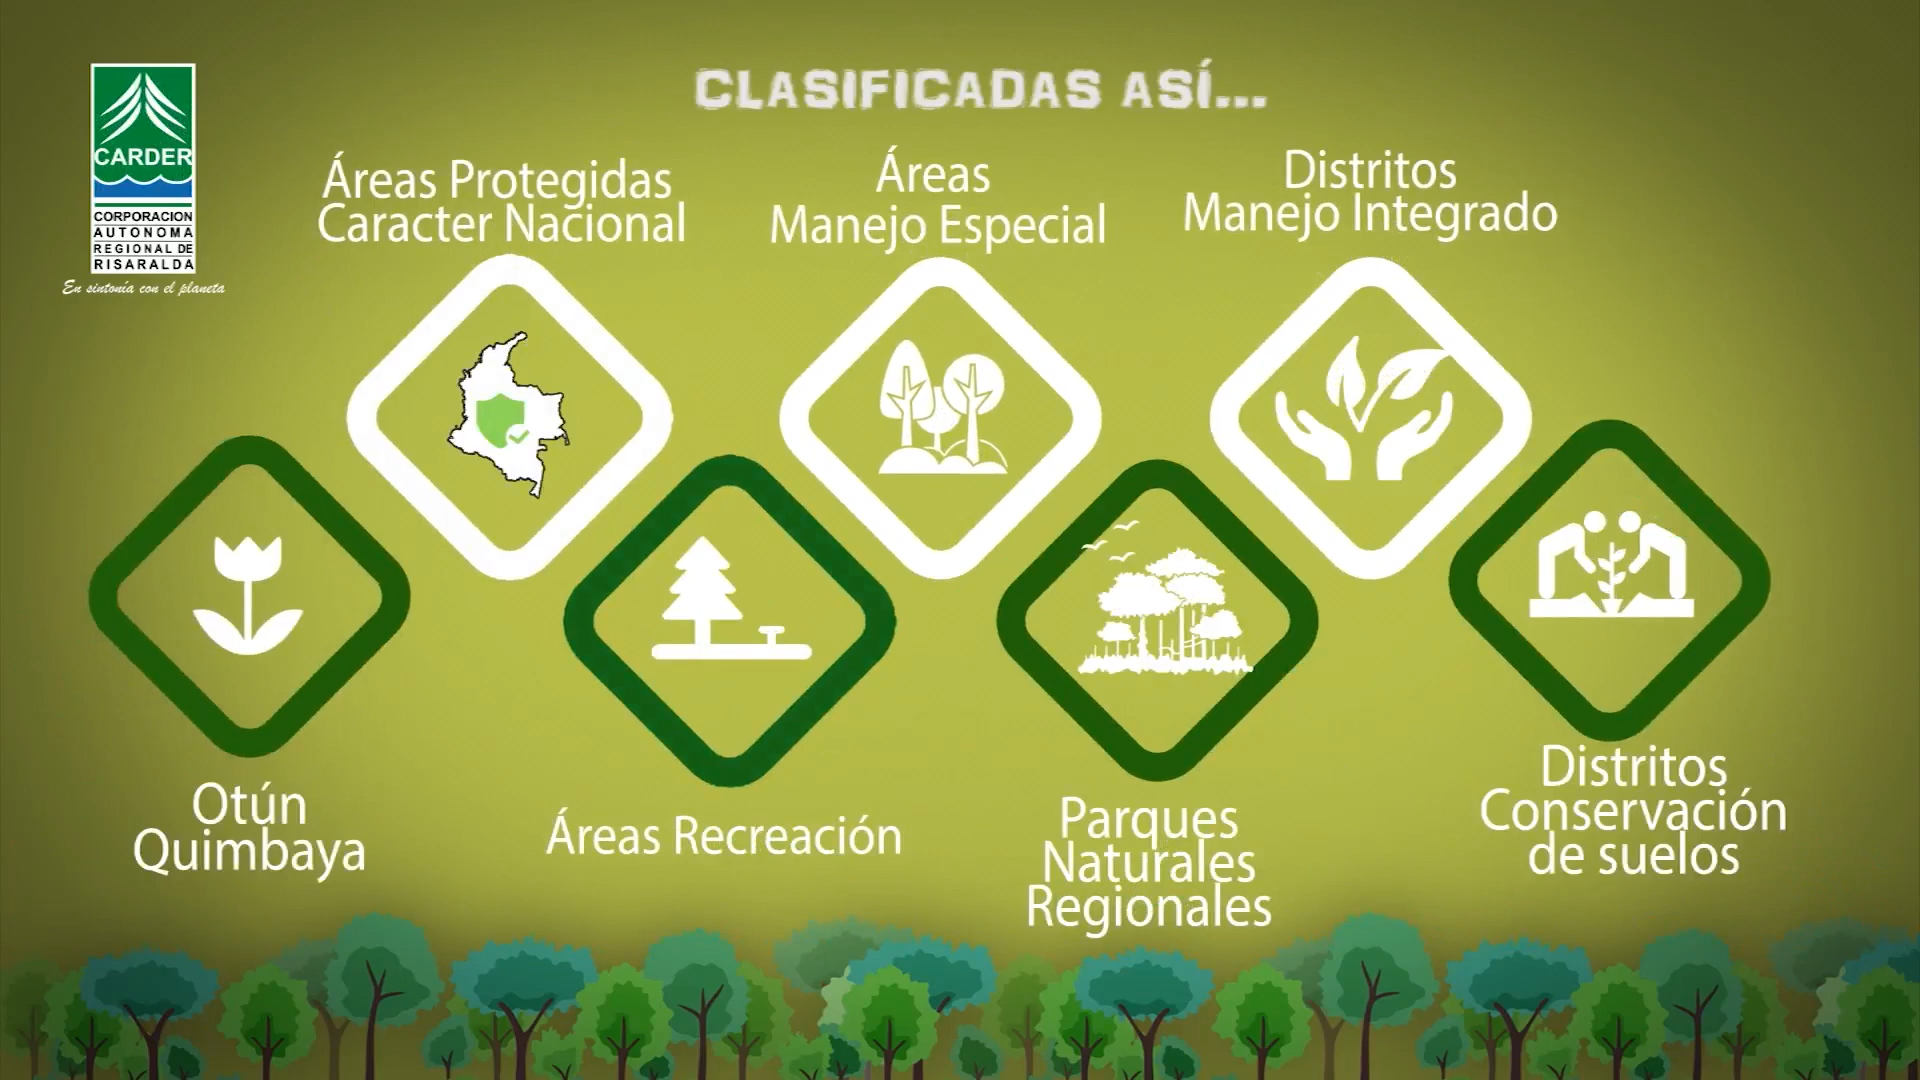 CLASIFICADAS ASÍ...
CARDER
CORPORACION
AUTONOMA
REGIONAL DE
RISARALDA
En sintonía con el planeta
Áreas Protegidas
Caracter Nacional
Áreas
Manejo Especial
Distritos
Manejo Integrado
Otún
Quimbaya
Áreas Recreación
Parques
Naturales
Regionales
Distritos
Conservación
de suelos